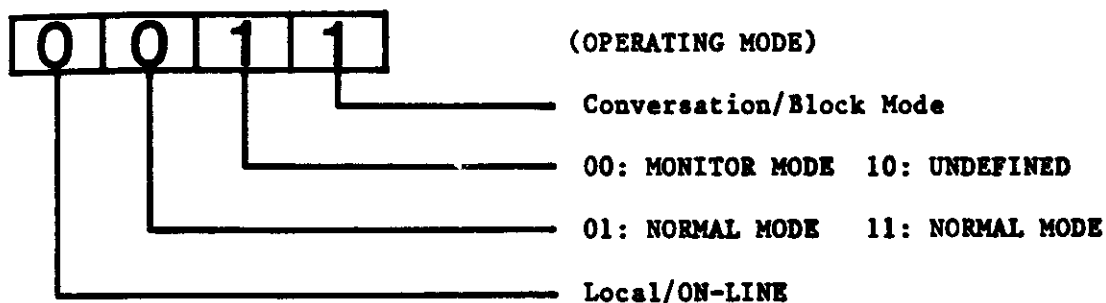 0 0 1 1 (OPERATING MODE)
Conversation/Block Mode
00: MONITOR MODE 10: UNDEFINED
01: NORMAL MODE 11: NORMAL MODE
Local/ON-LINE